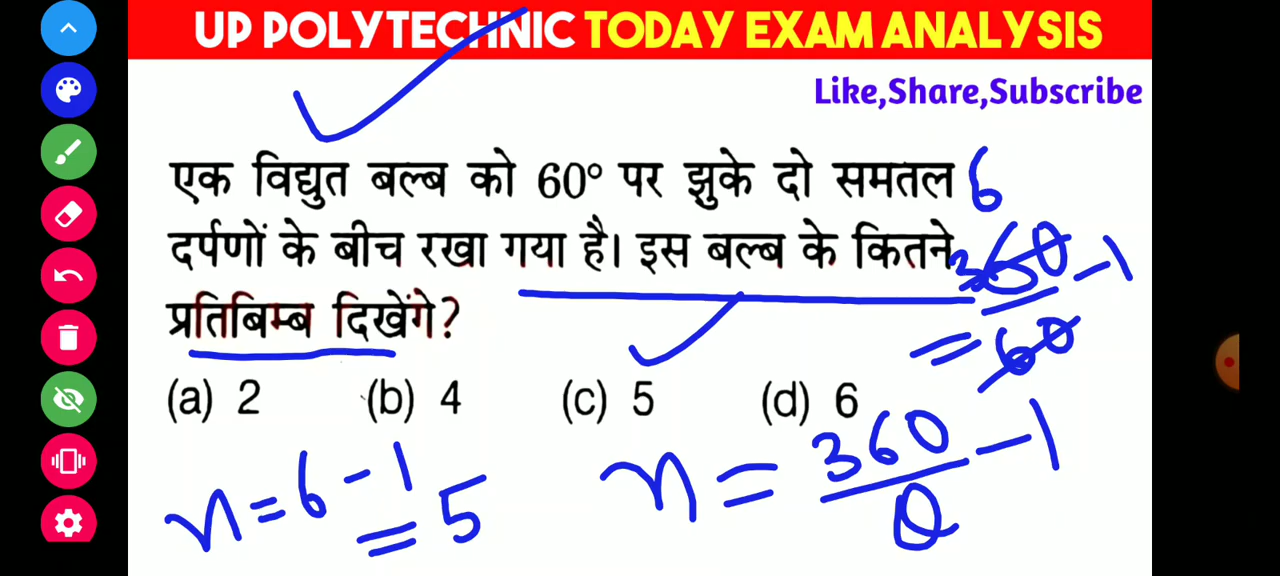 UP POLYTECHNIC TODAY EXAM ANALYSIS
Like,Share,Subscribe
एक विद्युत बल्ब को 60° पर झुके दो समतल
दर्पणों के बीच रखा गया है। इस बल्ब के कितने
प्रतिबिम्ब दिखेंगे?
6
360 - 1
= 60
(a) 2 (b) 4 (c) 5 (d) 6
n = 6 - 1
= 5
n = 360 - 1
θ